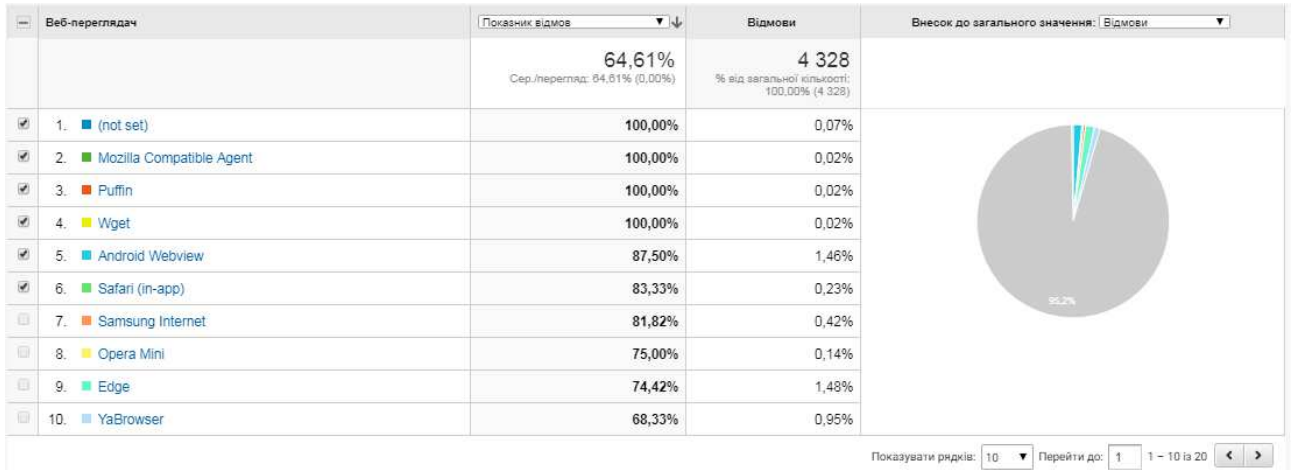 Веб-переглядач
Показник відмов
Відмови
Внесок до загального значення: Відмови
64,61%
Сер./перегляд: 64,61% (0,00%)
4 328
% від загальної кількості:
100,00% (4 328)
1. (not set) 100,00% 0,07%
2. Mozilla Compatible Agent 100,00% 0,02%
3. Puffin 100,00% 0,02%
4. Wget 100,00% 0,02%
5. Android Webview 87,50% 1,46%
6. Safari (in-app) 83,33% 0,23%
7. Samsung Internet 81,82% 0,42%
8. Opera Mini 75,00% 0,14%
9. Edge 74,42% 1,48%
10. YaBrowser 68,33% 0,95%
95,2%
Показувати рядків: 10 Перейти до: 1 1 – 10 із 20